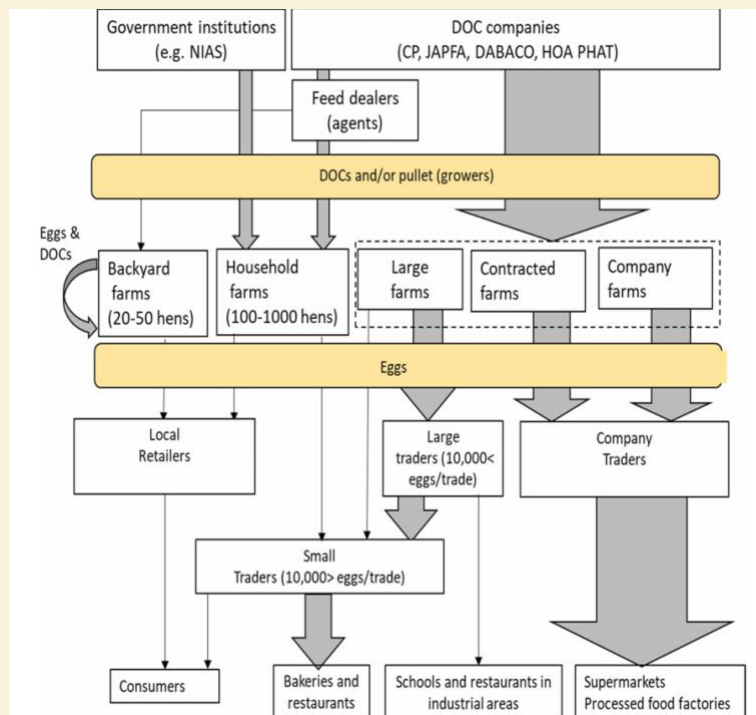 Government institutions
(e.g. NIAS)
DOC companies
(CP, JAPFA, DABACO, HOA PHAT)
Feed dealers
(agents)
DOCs and/or pullet (growers)
Eggs &
DOCs
Backyard
farms
(20-50 hens)
Household
farms
(100-1000 hens)
Large
farms
Contracted
farms
Company
farms
Eggs
Local
Retailers
Large
traders (10,000<
eggs/trade)
Company
Traders
Small
Traders (10,000> eggs/trade)
Consumers
Bakeries and
restaurants
Schools and restaurants in
industrial areas
Supermarkets
Processed food factories